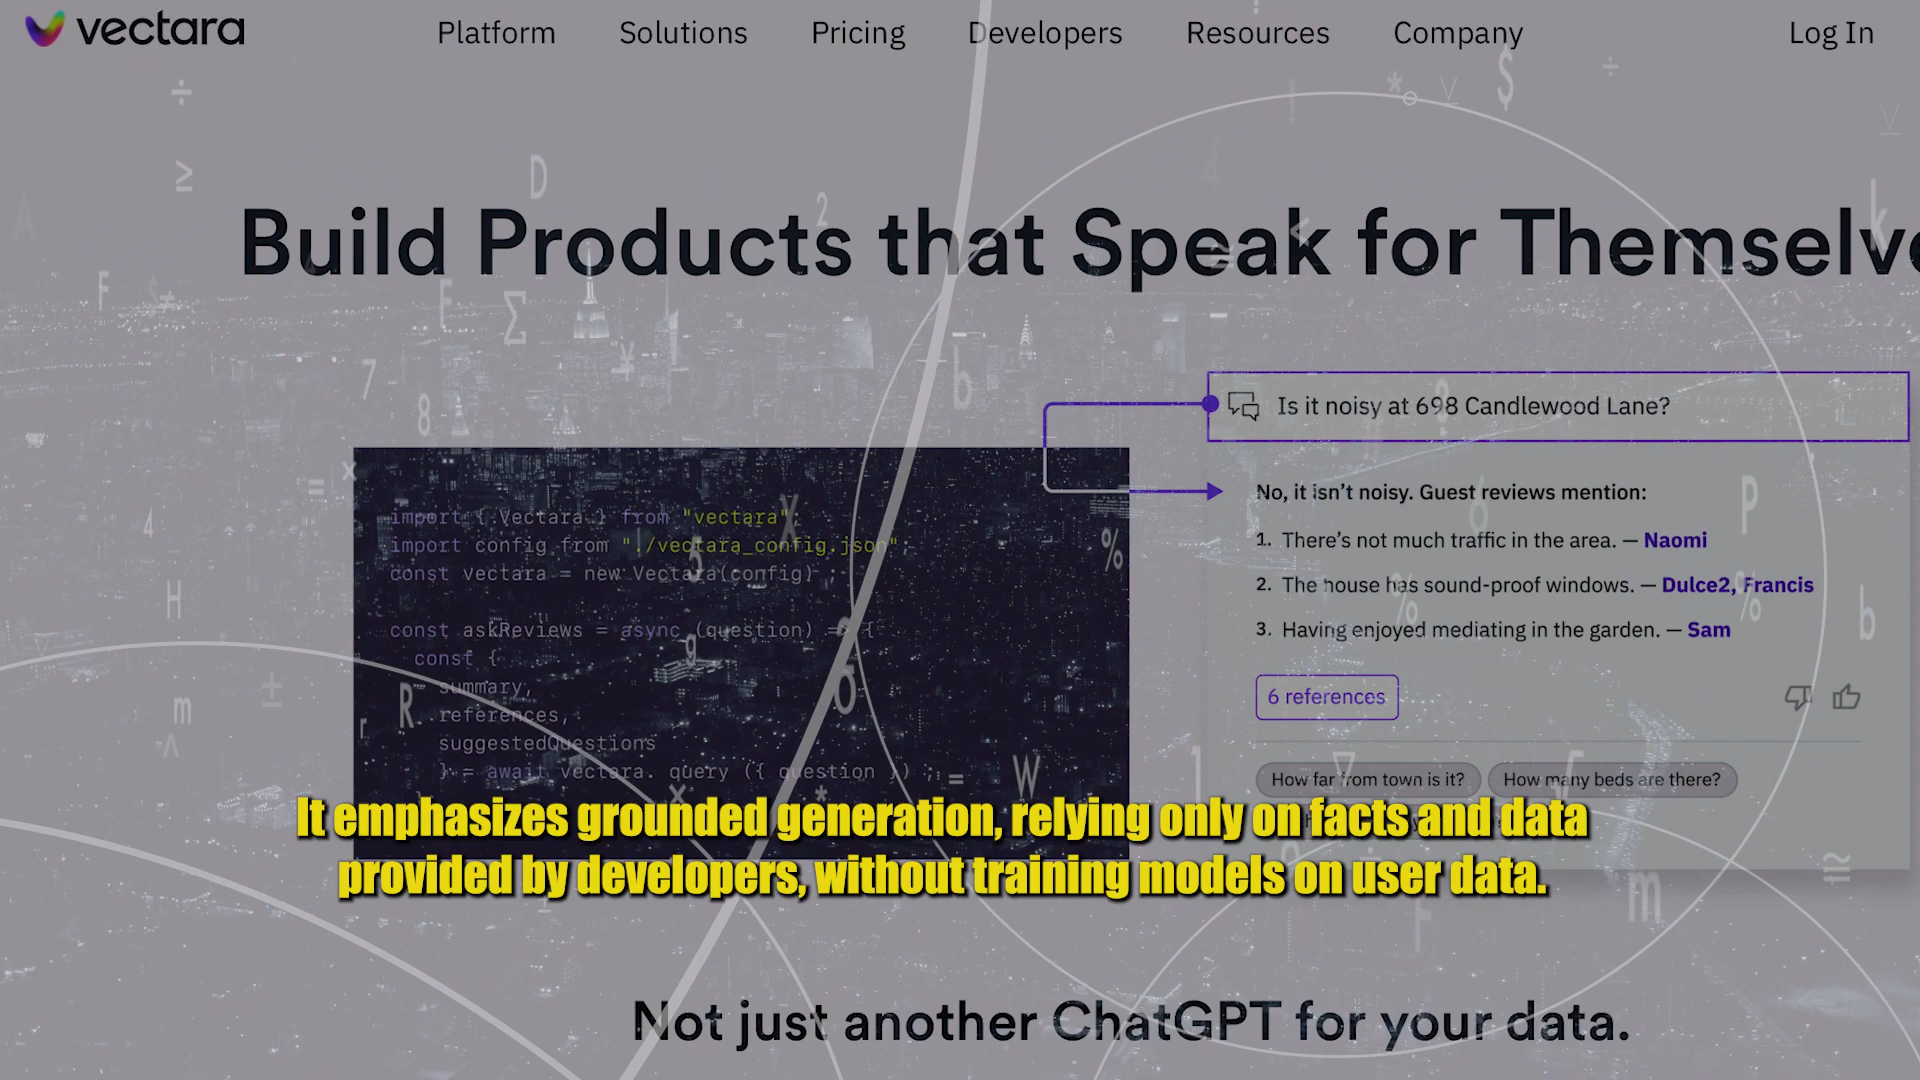 vectara
Platform Solutions Pricing Developers Resources Company Log In
Build Products that Speak for Themselve
Is it noisy at 698 Candlewood Lane?
No, it isn't noisy. Guest reviews mention:
1. There's not much traffic in the area. — Naomi
2. The house has sound-proof windows. — Dulce2, Francis
3. Having enjoyed mediating in the garden. — Sam
6 references
How far from town is it? How many beds are there?
import { Vectara } from "vectara";
import config from "./vectara_config.json";
const vectara = new Vectara(config) ;
const askReviews = async (question) => {
const {
summary,
references,
suggestedQuestions
} = await vectara. query ({ question }) ;
It emphasizes grounded generation, relying only on facts and data
provided by developers, without training models on user data.
Not just another ChatGPT for your data.